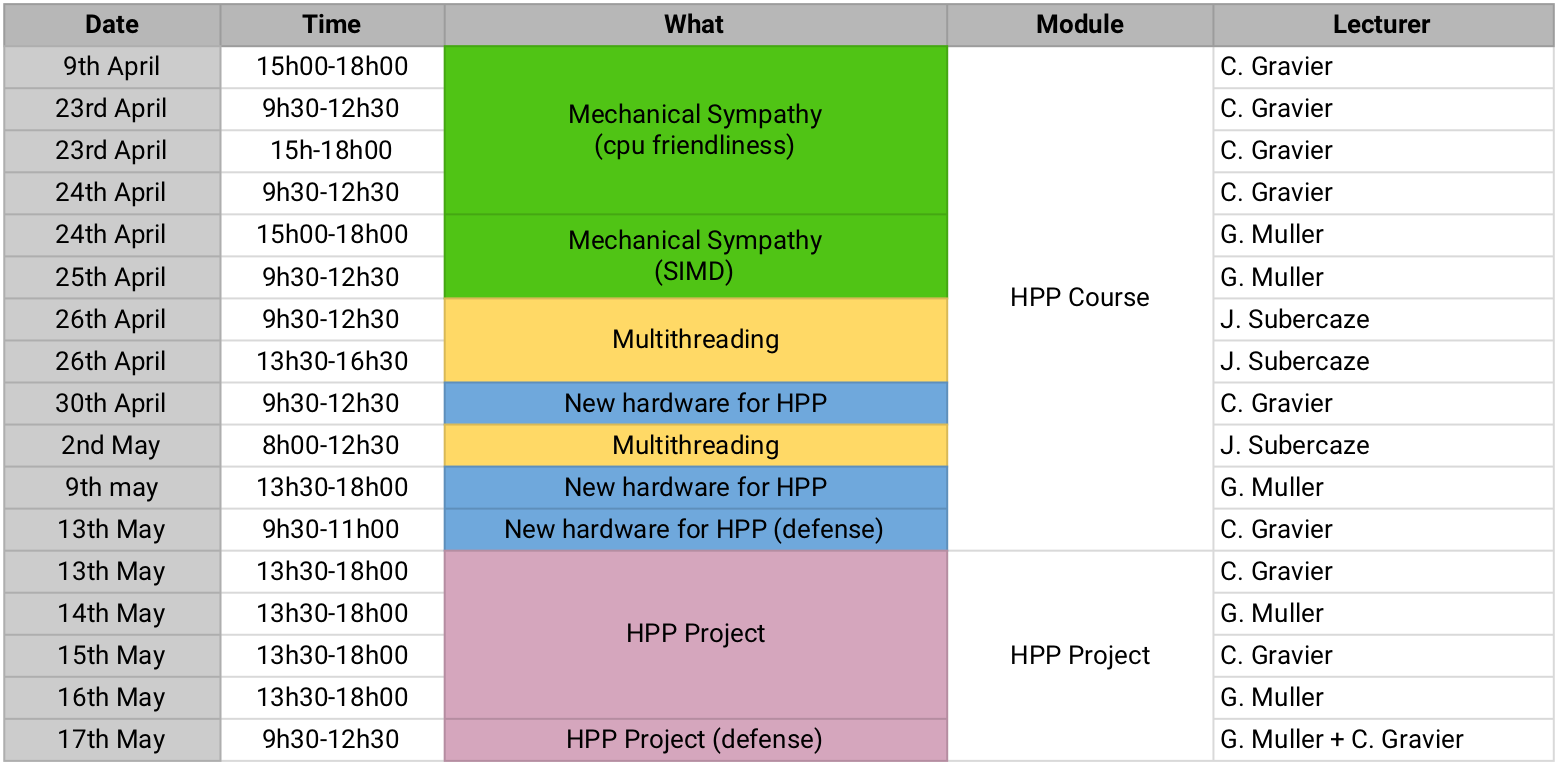 Date Time What Module Lecturer
9th April 15h00-18h00 C. Gravier
23rd April 9h30-12h30 Mechanical Sympathy C. Gravier
(cpu friendliness)
23rd April 15h-18h00 C. Gravier
24th April 9h30-12h30 C. Gravier
24th April 15h00-18h00 Mechanical Sympathy G. Muller
(SIMD)
25th April 9h30-12h30 G. Muller
HPP Course
26th April 9h30-12h30 J. Subercaze
Multithreading
26th April 13h30-16h30 J. Subercaze
30th April 9h30-12h30 New hardware for HPP C. Gravier
2nd May 8h00-12h30 Multithreading J. Subercaze
9th may 13h30-18h00 New hardware for HPP G. Muller
13th May 9h30-11h00 New hardware for HPP (defense) C. Gravier
13th May 13h30-18h00 C. Gravier
14th May 13h30-18h00 G. Muller
HPP Project
15th May 13h30-18h00 HPP Project C. Gravier
16th May 13h30-18h00 G. Muller
17th May 9h30-12h30 HPP Project (defense) G. Muller + C. Gravier